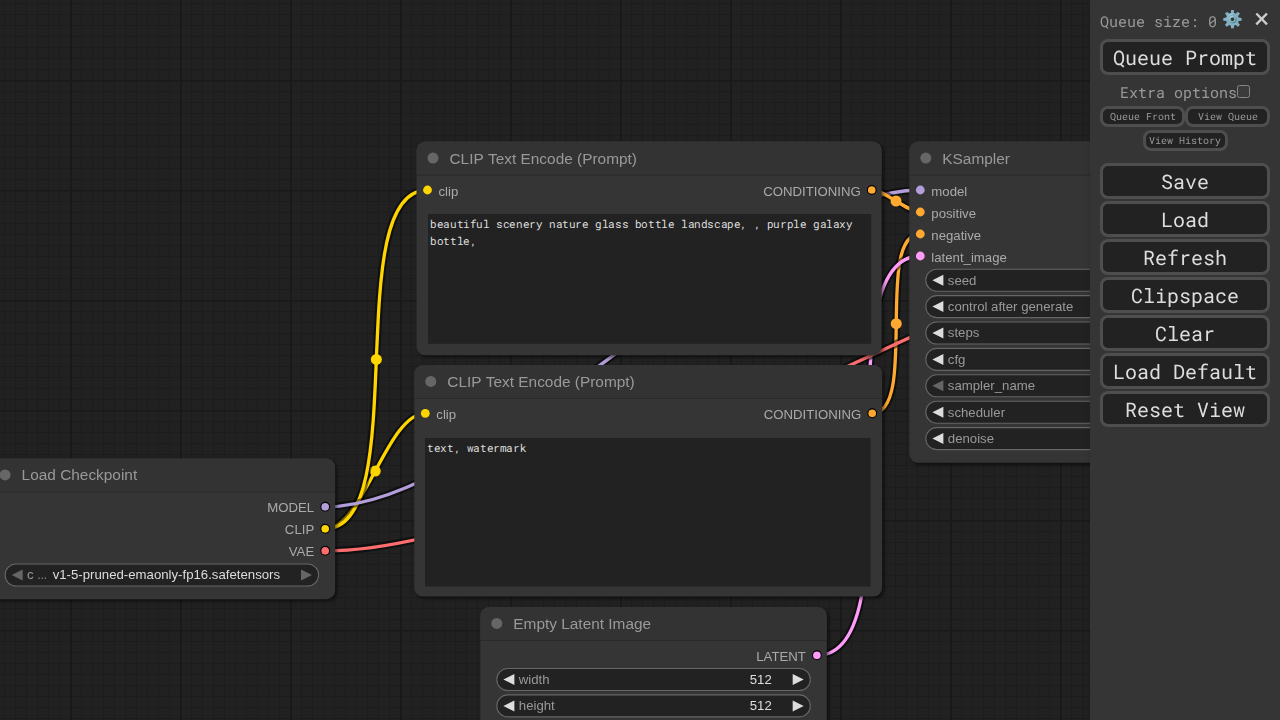 Queue size: 0
Queue Prompt
Extra options
Queue Front
View Queue
View History
Save
Load
Refresh
Clipspace
Clear
Load Default
Reset View
CLIP Text Encode (Prompt)
clip
CONDITIONING
beautiful scenery nature glass bottle landscape, , purple galaxy
bottle,
KSampler
model
positive
negative
latent_image
seed
control after generate
steps
cfg
sampler_name
scheduler
denoise
CLIP Text Encode (Prompt)
clip
CONDITIONING
text, watermark
Load Checkpoint
MODEL
CLIP
VAE
c ... v1-5-pruned-emaonly-fp16.safetensors
Empty Latent Image
LATENT
width 512
height 512